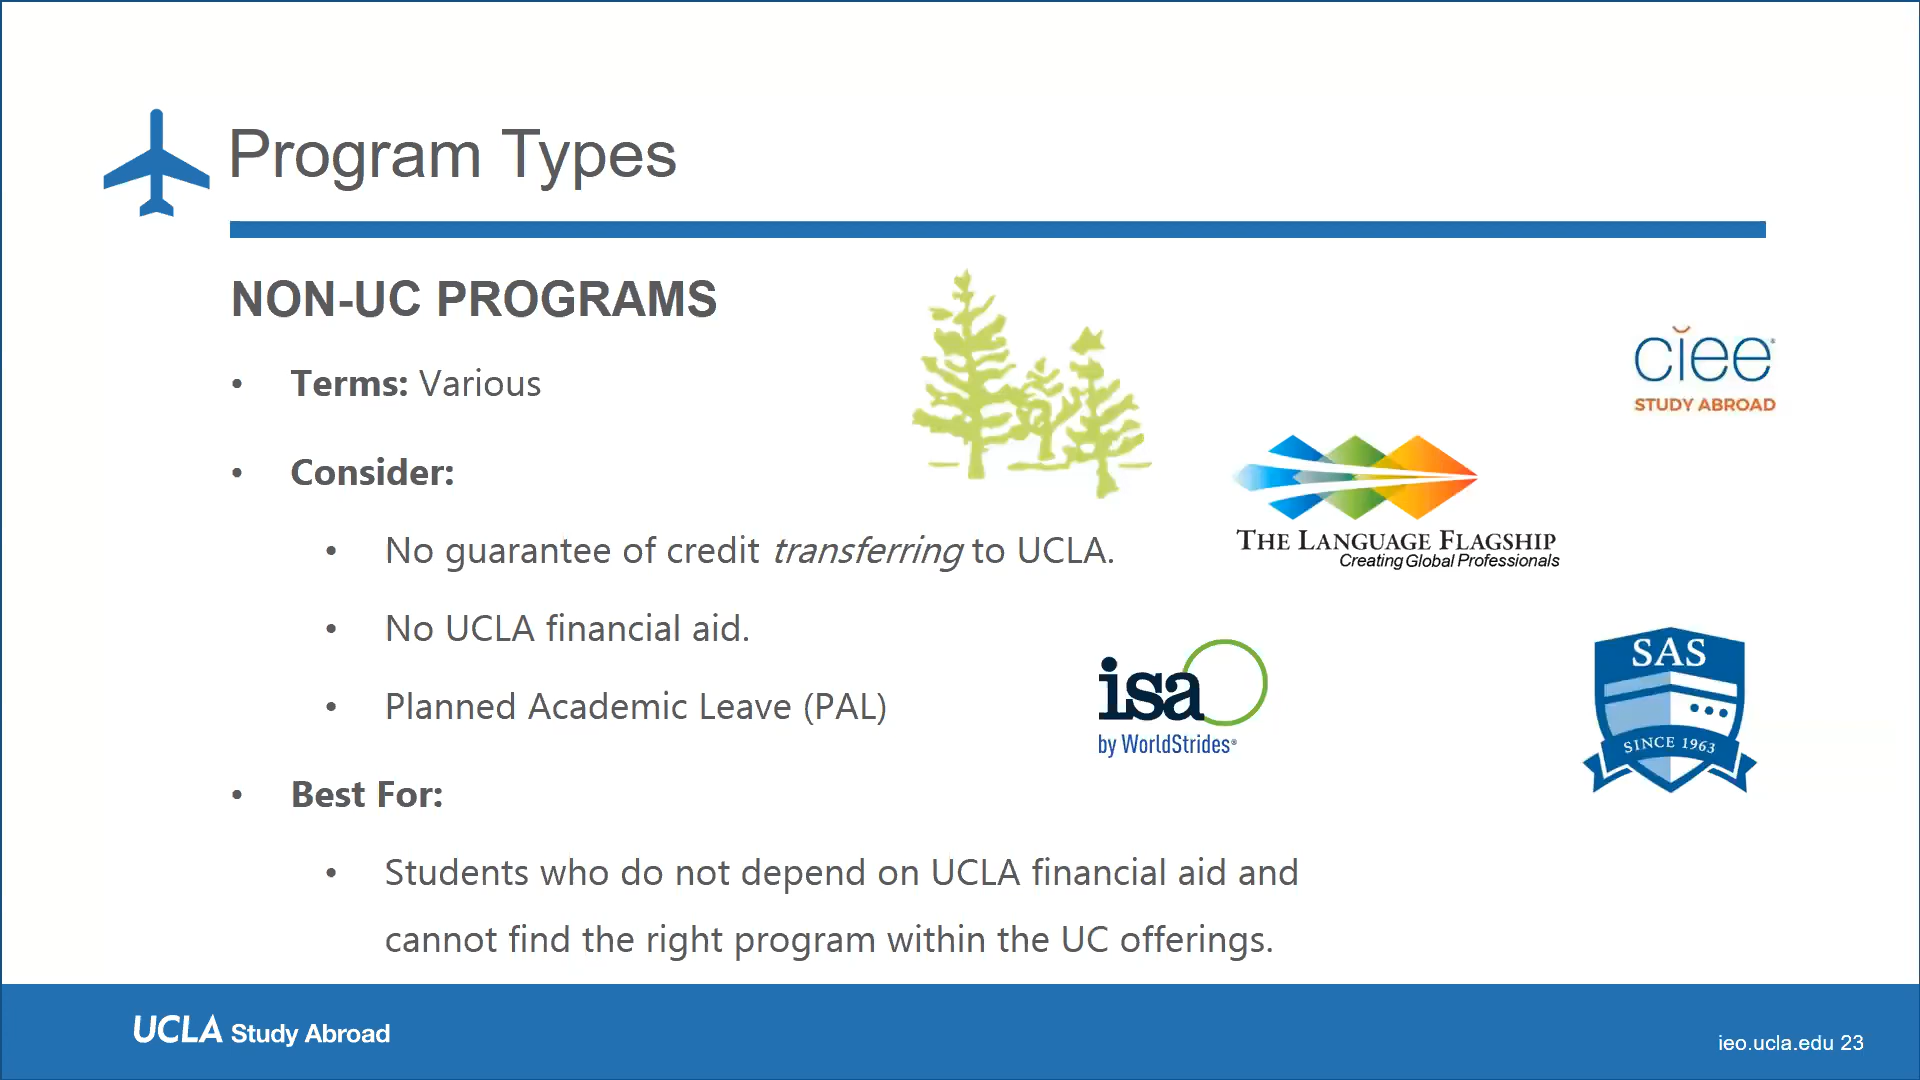 Program Types
NON-UC PROGRAMS
• Terms: Various
• Consider:
• No guarantee of credit transferring to UCLA.
• No UCLA financial aid.
• Planned Academic Leave (PAL)
• Best For:
• Students who do not depend on UCLA financial aid and
cannot find the right program within the UC offerings.
ciee®
STUDY ABROAD
THE LANGUAGE FLAGSHIP
Creating Global Professionals
isa
by WorldStrides®
SAS
SINCE 1963
UCLA Study Abroad
ieo.ucla.edu 23